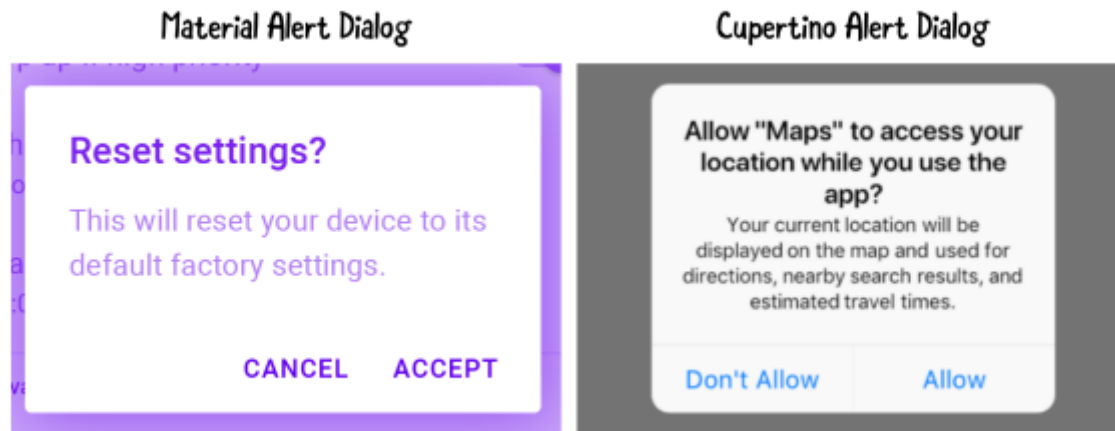 Material Alert Dialog
Cupertino Alert Dialog
Reset settings?
This will reset your device to its
default factory settings.
CANCEL ACCEPT
Allow "Maps" to access your
location while you use the
app?
Your current location will be
displayed on the map and used for
directions, nearby search results, and
estimated travel times.
Don't Allow Allow